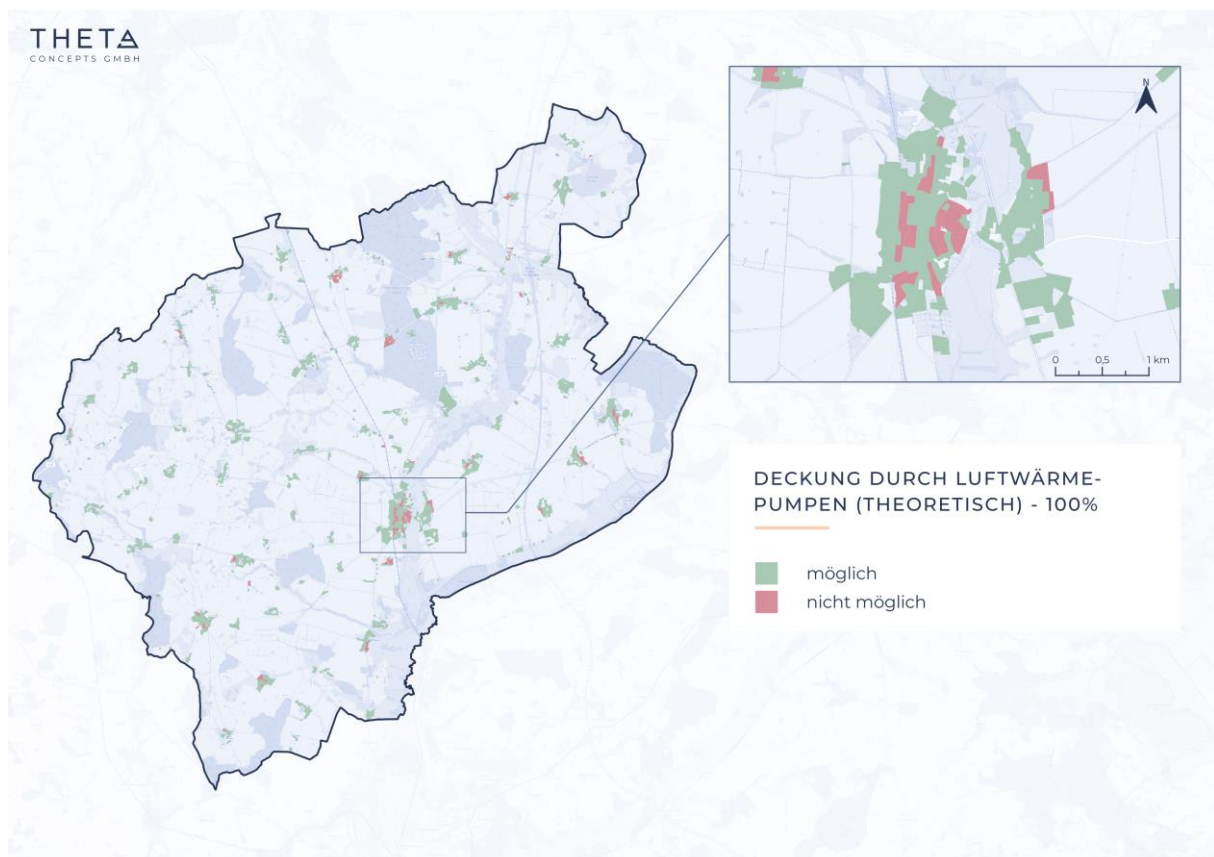 THETA
CONCEPTS GMBH
N
0 0,5 1 km
DECKUNG DURCH LUFTWÄRME-
PUMPEN (THEORETISCH) - 100%
möglich
nicht möglich